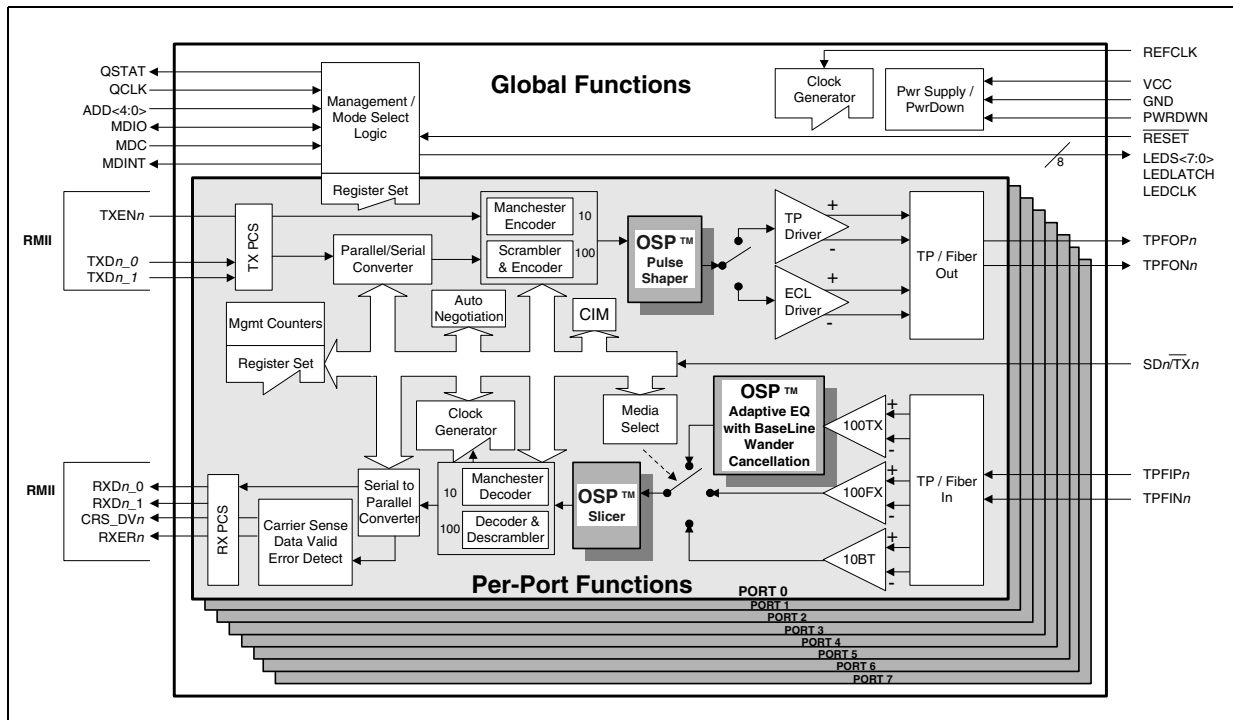 Global Functions
QSTAT
QCLK
ADD<4:0>
MDIO
MDC
MDINT
Management /
Mode Select
Logic
Register Set
Clock
Generator
Pwr Supply /
PwrDown
REFCLK
VCC
GND
PWRDWN
RESET
8
LEDS<7:0>
LEDLATCH
LEDCLK
RMII
TXENn
TXDn_0
TXDn_1
TX PCS
Parallel/Serial
Converter
Manchester
Encoder
10
Scrambler
& Encoder
100
OSP™
Pulse
Shaper
TP
Driver
+
-
ECL
Driver
+
-
TP / Fiber
Out
TPFOPn
TPFONn
Mgmt Counters
Register Set
Auto
Negotiation
CIM
SDn/TXn
Clock
Generator
Media
Select
OSP™
Adaptive EQ
with BaseLine
Wander
Cancellation
100TX
+
-
100FX
+
-
10BT
+
-
TP / Fiber
In
TPFIPn
TPFINn
RMII
RXDn_0
RXDn_1
CRS_DVn
RXERn
RX PCS
Carrier Sense
Data Valid
Error Detect
Serial to
Parallel
Converter
10
Manchester
Decoder
100
Decoder &
Descrambler
OSP™
Slicer
Per-Port Functions
PORT 0
PORT 1
PORT 2
PORT 3
PORT 4
PORT 5
PORT 6
PORT 7